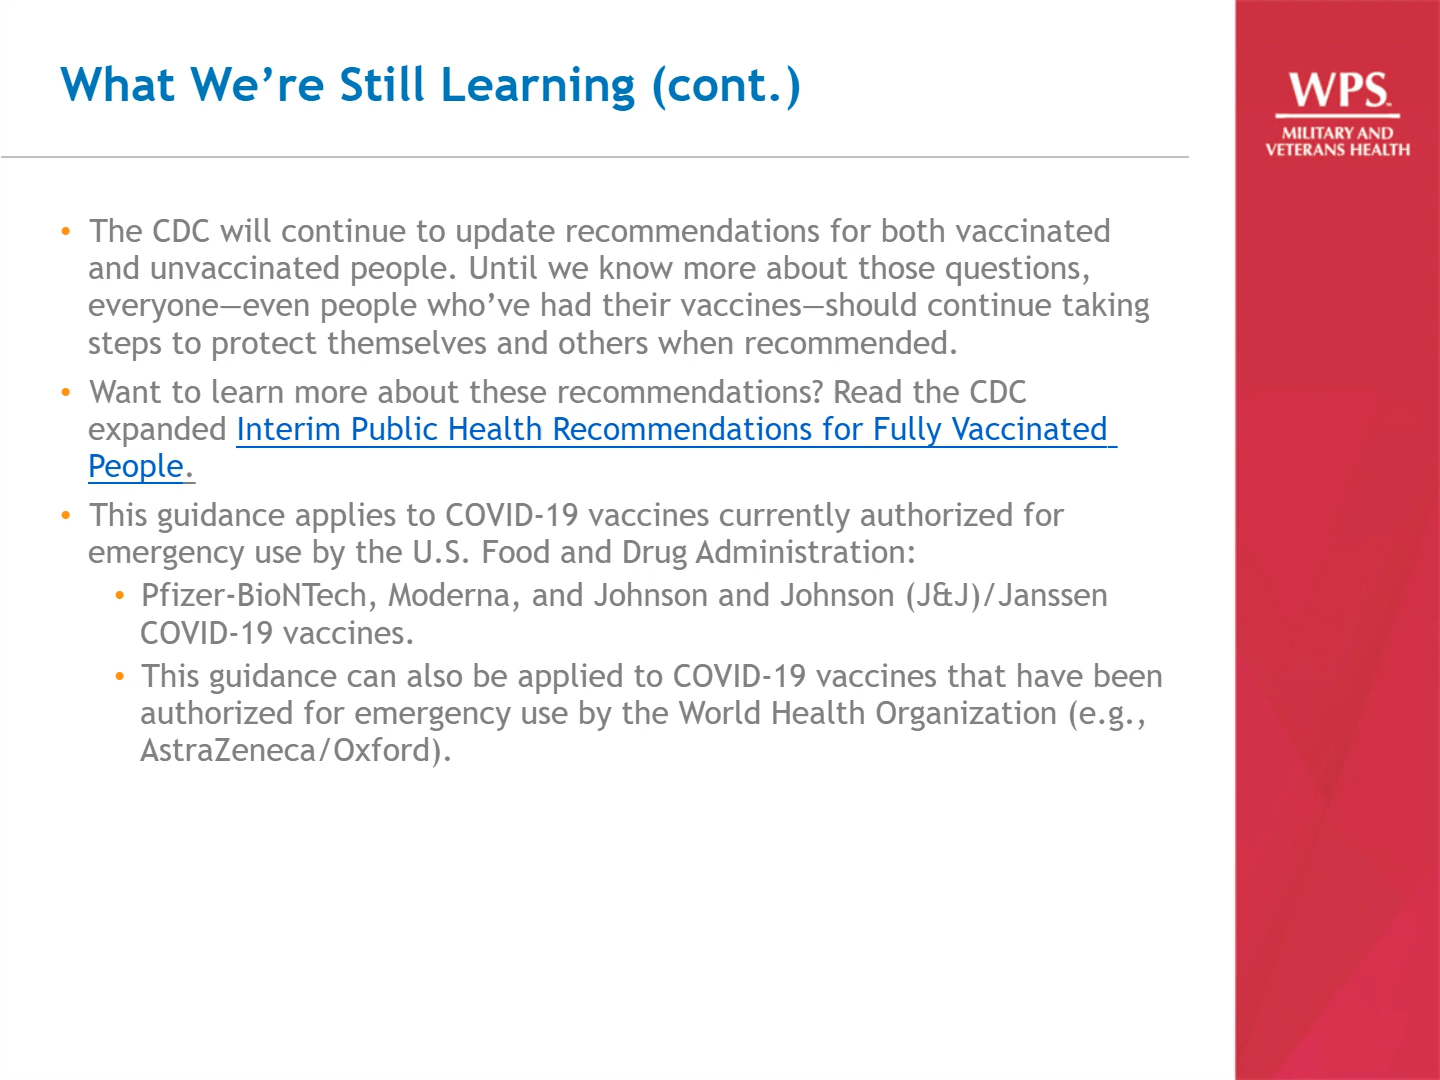 What We’re Still Learning (cont.)
WPS™
MILITARY AND
VETERANS HEALTH
• The CDC will continue to update recommendations for both vaccinated
and unvaccinated people. Until we know more about those questions,
everyone—even people who’ve had their vaccines—should continue taking
steps to protect themselves and others when recommended.
• Want to learn more about these recommendations? Read the CDC
expanded Interim Public Health Recommendations for Fully Vaccinated
People.
• This guidance applies to COVID-19 vaccines currently authorized for
emergency use by the U.S. Food and Drug Administration:
• Pfizer-BioNTech, Moderna, and Johnson and Johnson (J&J)/Janssen
COVID-19 vaccines.
• This guidance can also be applied to COVID-19 vaccines that have been
authorized for emergency use by the World Health Organization (e.g.,
AstraZeneca/Oxford).